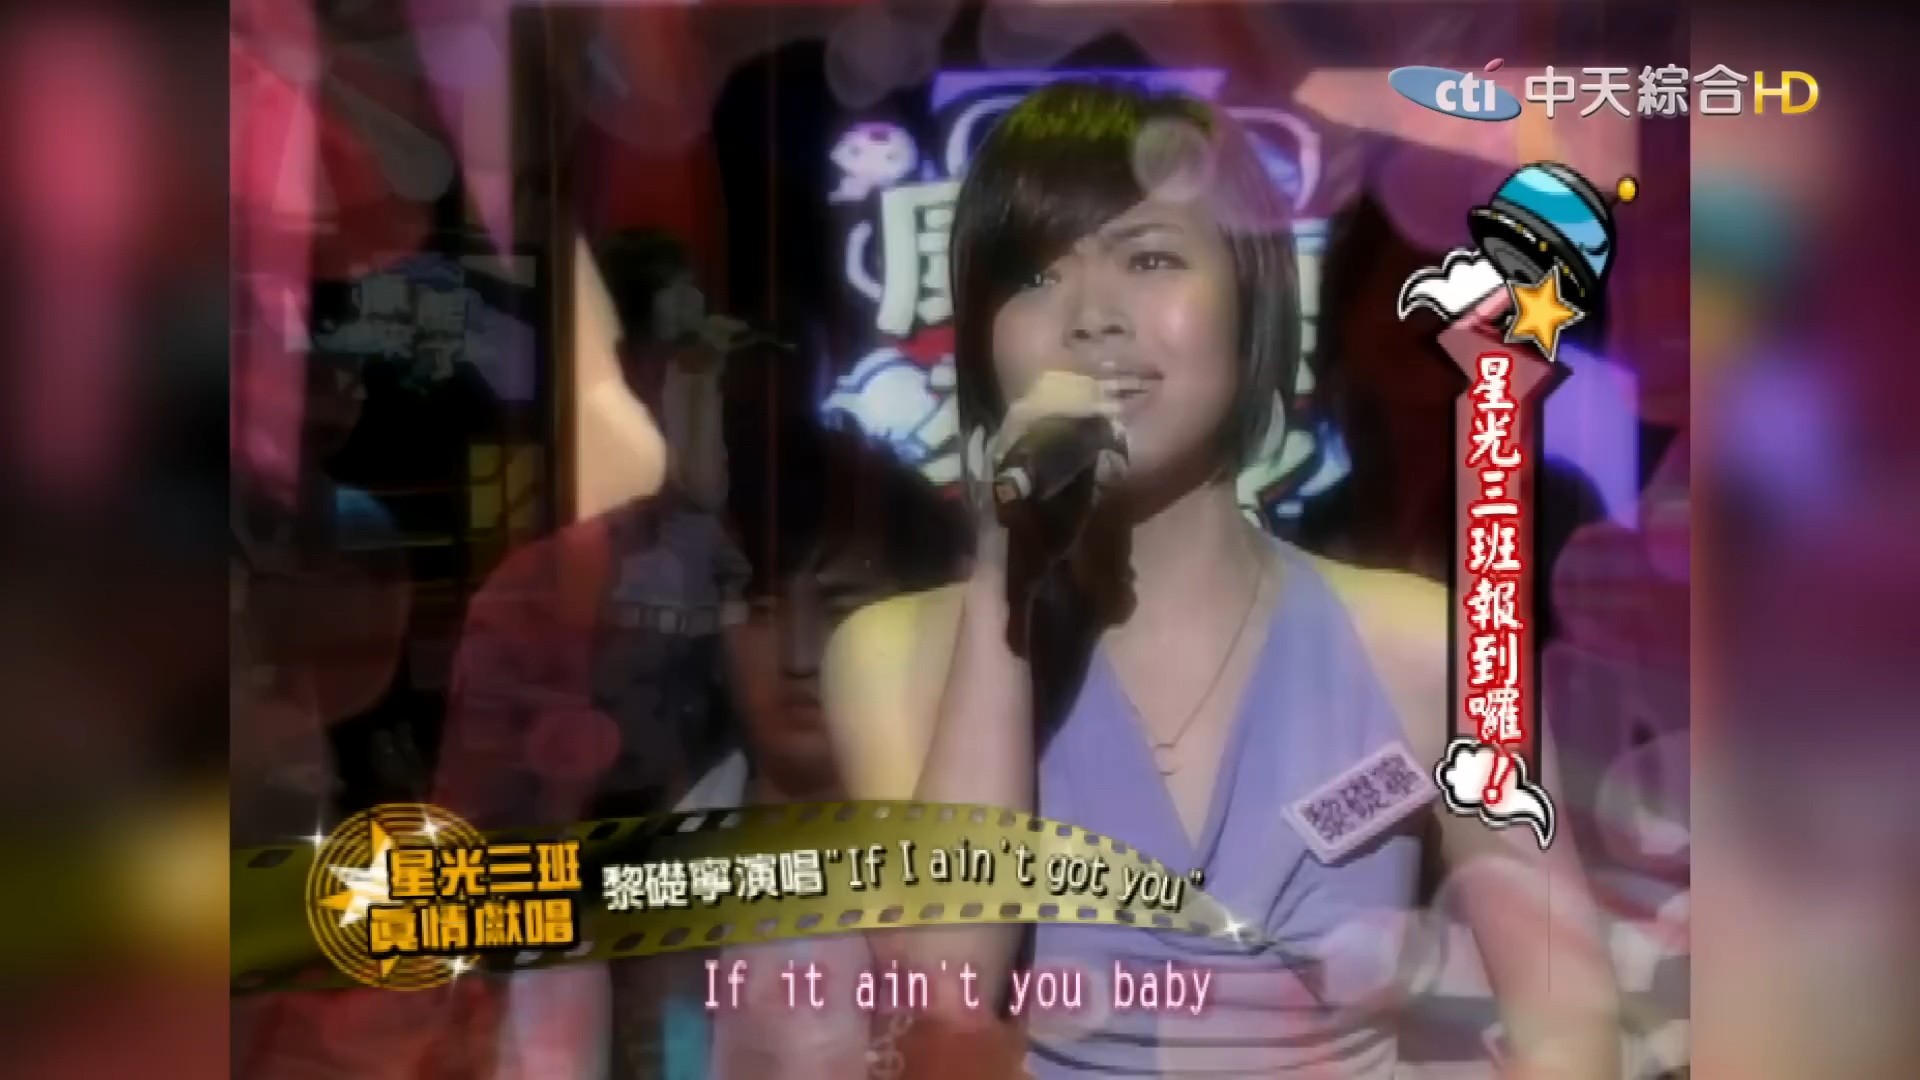 cti 中天綜合HD
星光三班報到囉！
黎礎寧
星光三班
真情獻唱
黎礎寧演唱"If I ain't got you"
If it ain't you baby